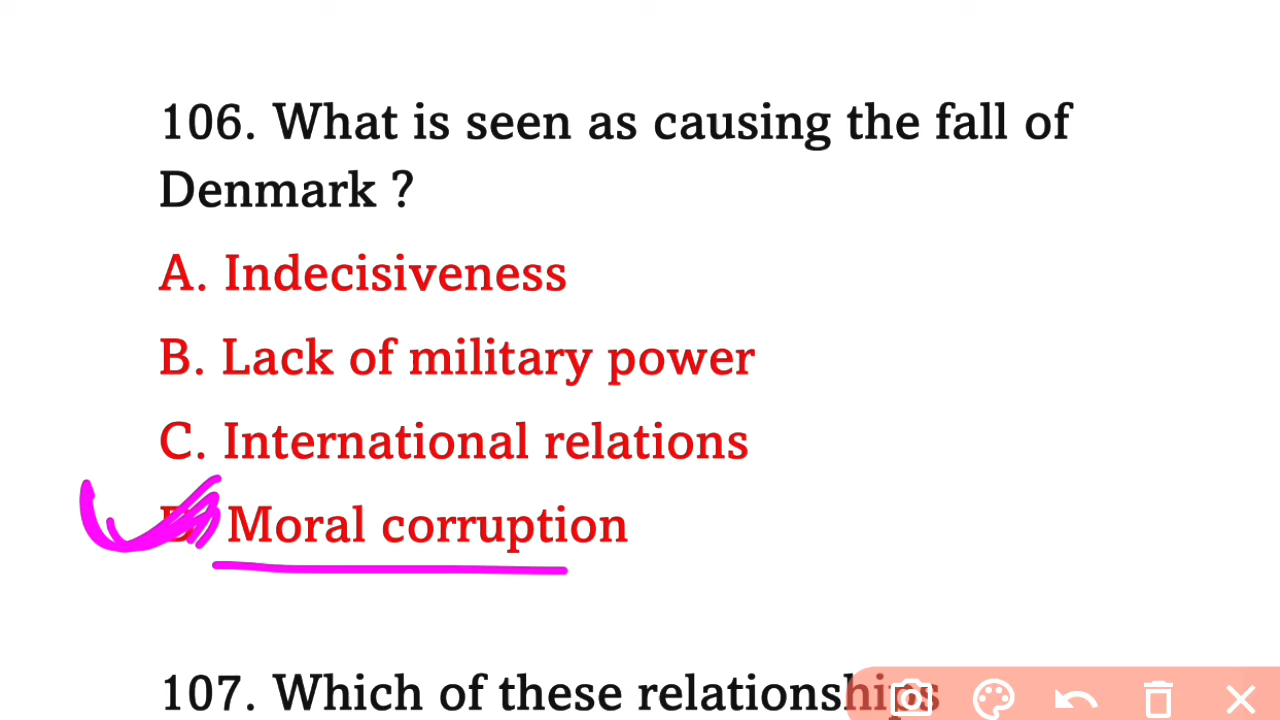 106. What is seen as causing the fall of
Denmark ?
A. Indecisiveness
B. Lack of military power
C. International relations
D. Moral corruption
107. Which of these relationships